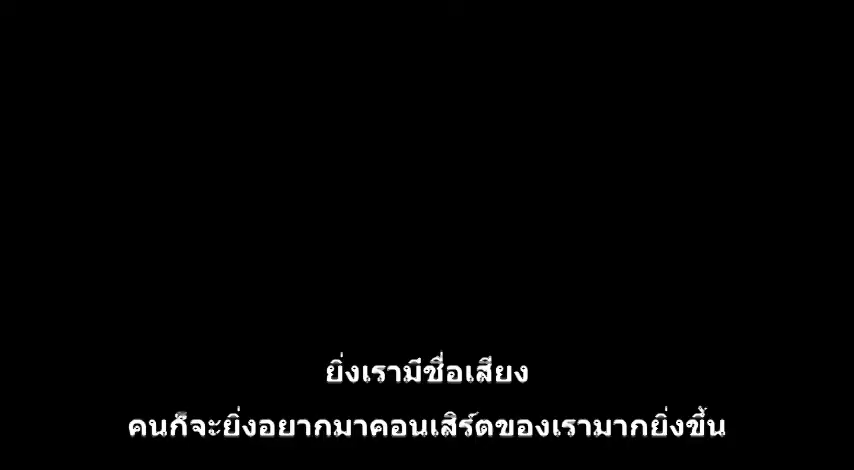 ยิ่งเรามีชื่อเสียง
คนก็จะยิ่งอยากมาคอนเสิร์ตของเรามากยิ่งขึ้น